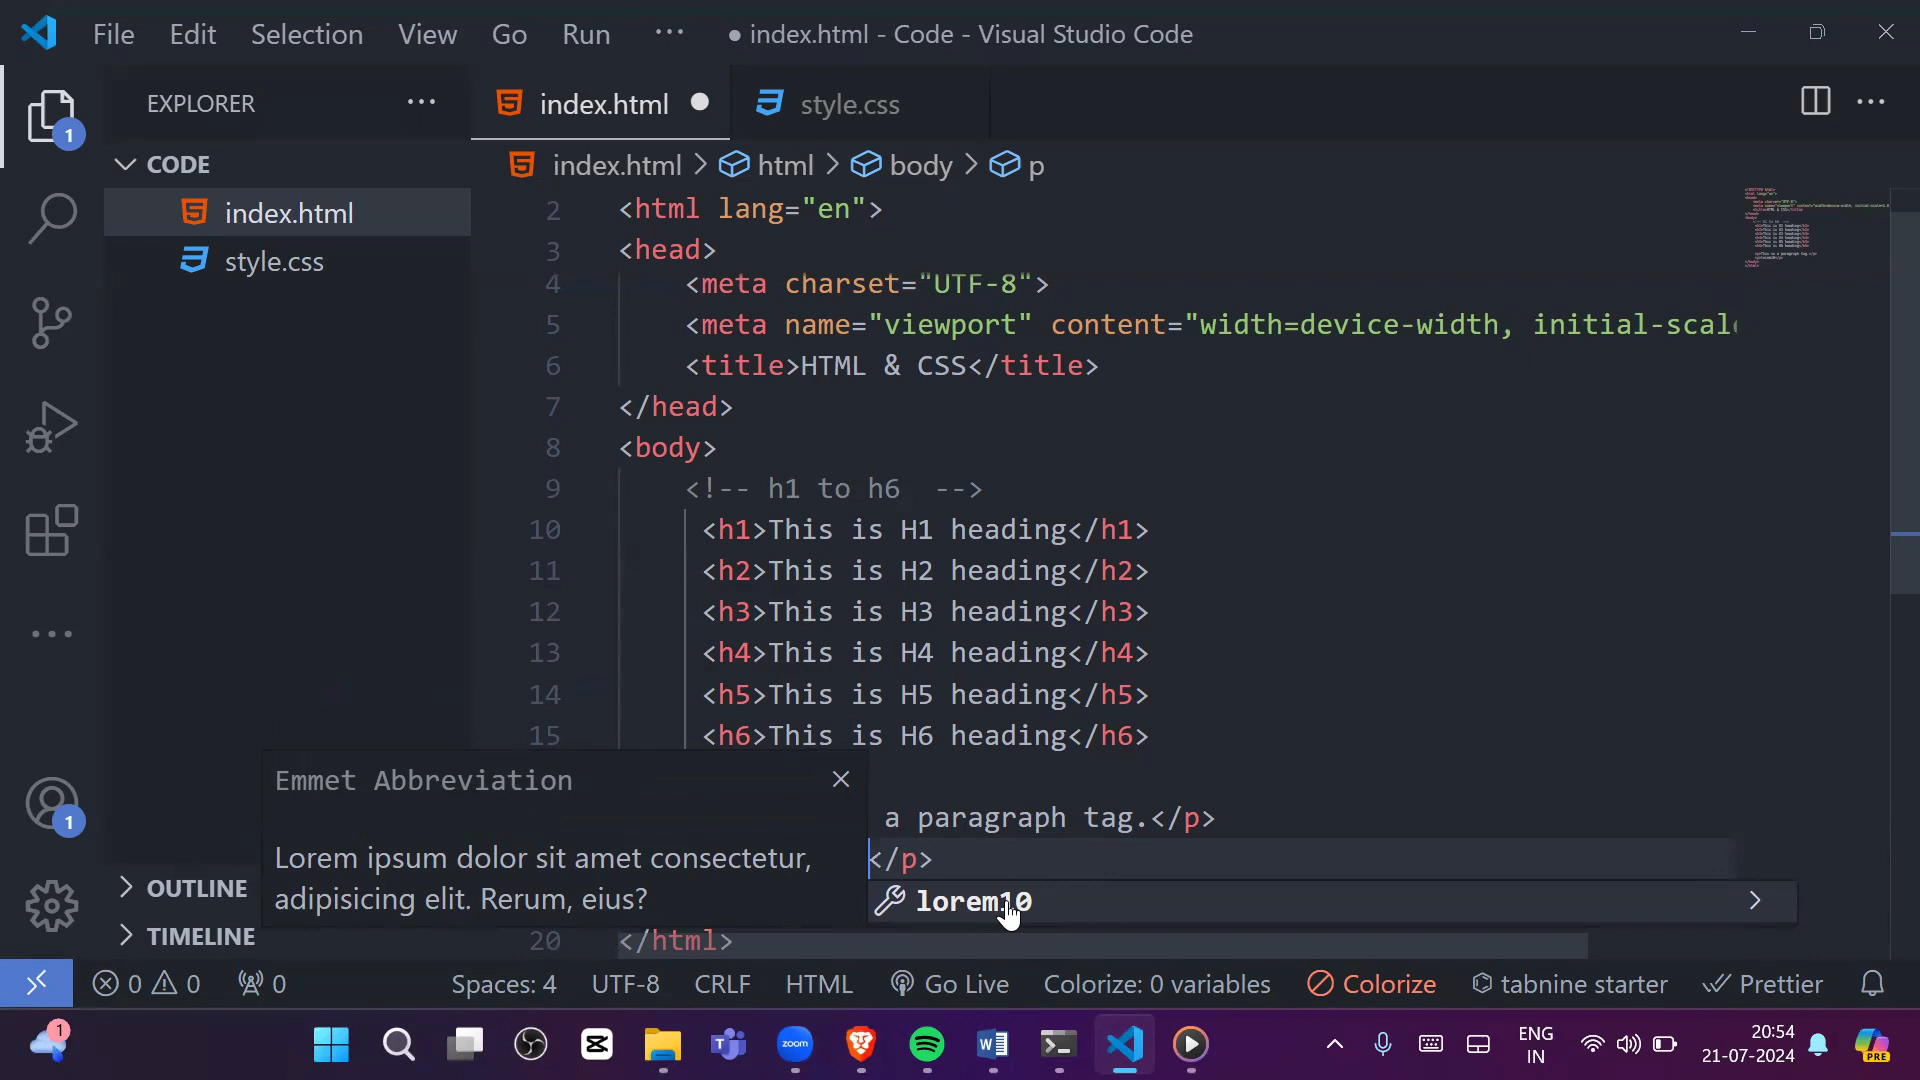 File Edit Selection View Go Run ··· ● index.html - Code - Visual Studio Code
EXPLORER ···
index.html ● style.css
CODE
index.html
style.css
index.html > html > body > p
2 <html lang="en">
3 <head>
4 <meta charset="UTF-8">
5 <meta name="viewport" content="width=device-width, initial-scal
6 <title>HTML & CSS</title>
7 </head>
8 <body>
9 <!-- h1 to h6 -->
10 <h1>This is H1 heading</h1>
11 <h2>This is H2 heading</h2>
12 <h3>This is H3 heading</h3>
13 <h4>This is H4 heading</h4>
14 <h5>This is H5 heading</h5>
15 <h6>This is H6 heading</h6>
a paragraph tag.</p>
</p>
lorem10
20 </html>
Emmet Abbreviation
Lorem ipsum dolor sit amet consectetur,
adipisicing elit. Rerum, eius?
1
1
OUTLINE
TIMELINE
0 0 0 Spaces: 4 UTF-8 CRLF HTML Go Live Colorize: 0 variables Colorize tabnine starter Prettier
1
zoom
ENG
IN
20:54
21-07-2024
PRE